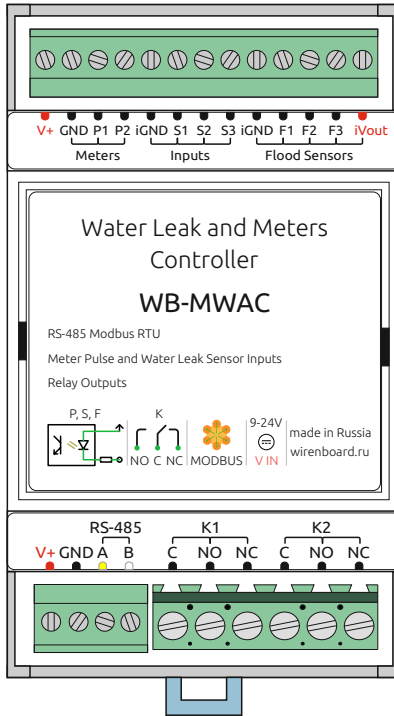 V+ GND P1 P2 iGND S1 S2 S3 iGND F1 F2 F3 iVout
Meters Inputs Flood Sensors
Water Leak and Meters
Controller
WB-MWAC
RS-485 Modbus RTU
Meter Pulse and Water Leak Sensor Inputs
Relay Outputs
P, S, F
K
NO C NC
MODBUS
9-24V
V IN
made in Russia
wirenboard.ru
RS-485 K1 K2
V+ GND A B C NO NC C NO NC